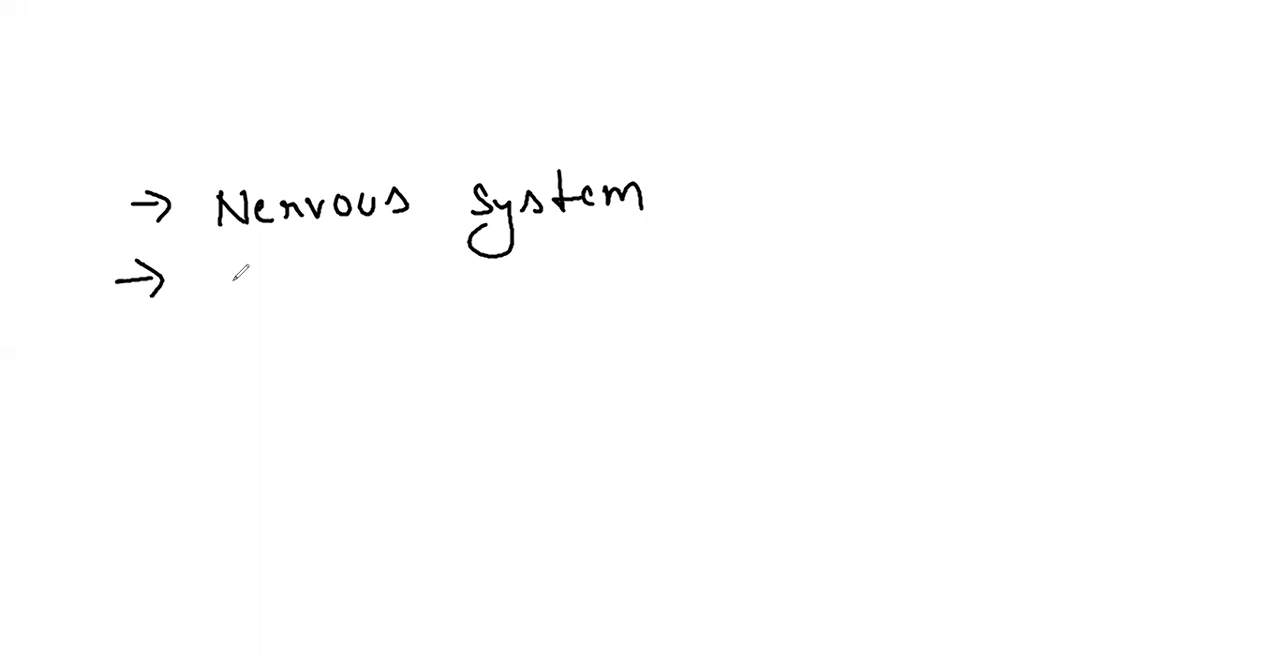 → Nervous system
→